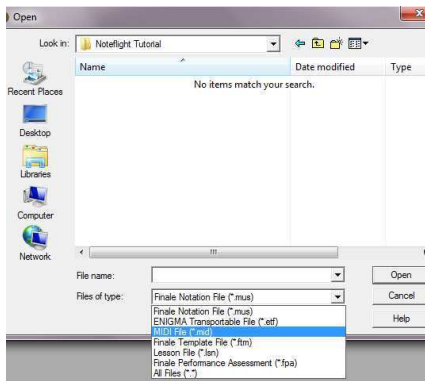 Open
Look in: Noteflight Tutorial
Name Date modified Type
No items match your search.
Recent Places
Desktop
Libraries
Computer
Network
File name: Open
Files of type: Finale Notation File (*.mus) Cancel
Finale Notation File (*.mus)
ENIGMA Transportable File (*.etf) Help
MIDI File (*.mid)
Finale Template File (*.ftm)
Lesson File (*.lsn)
Finale Performance Assessment (*.fpa)
All Files (*.*)